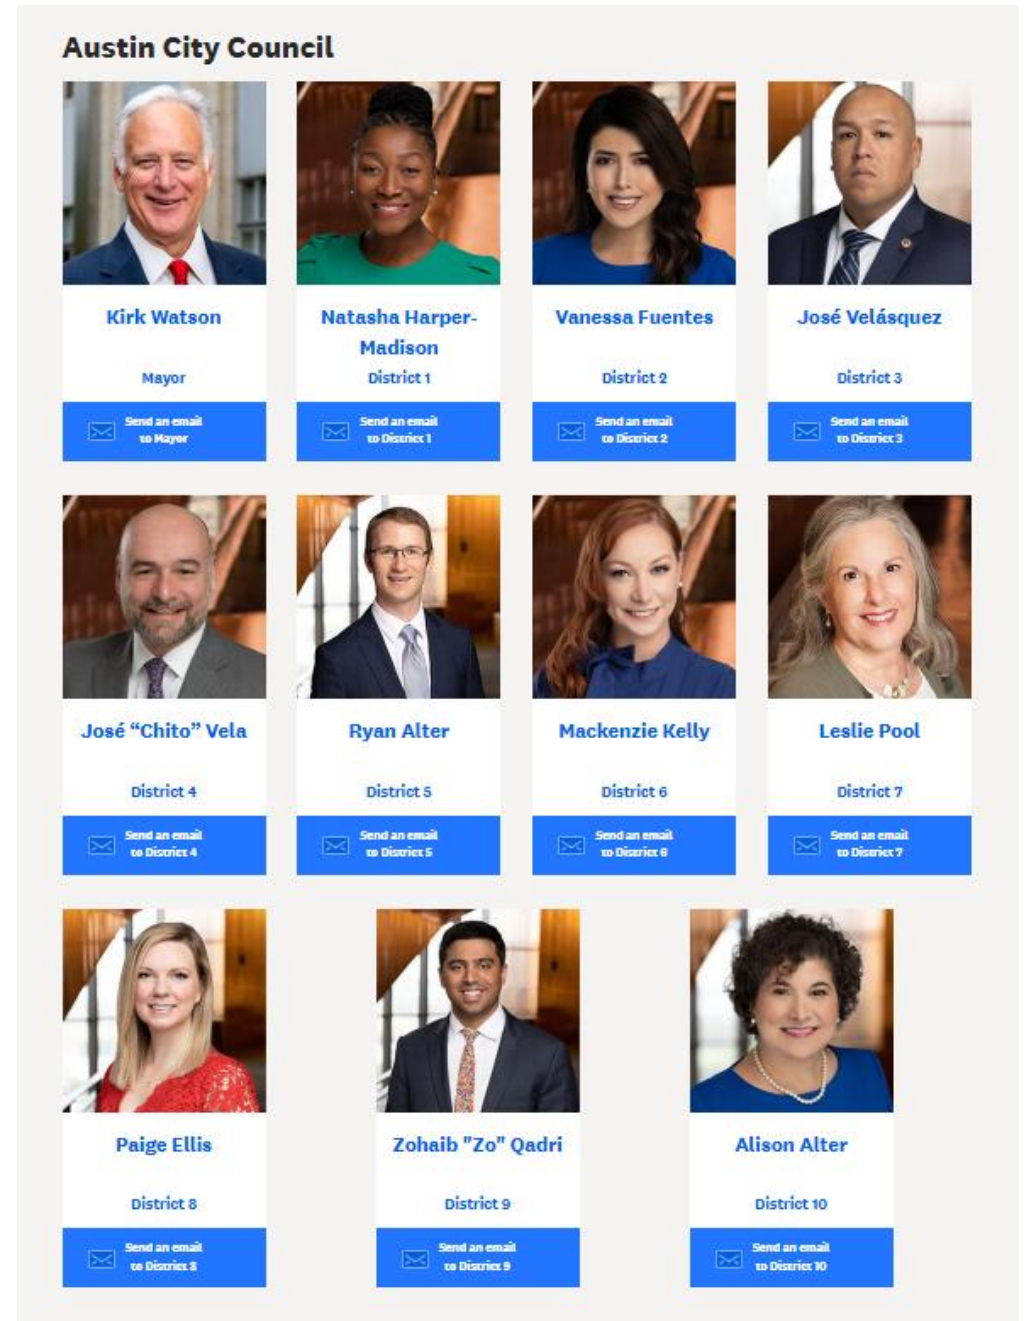 Austin City Council
Kirk Watson
Mayor
Send an email
to Mayor
Natasha Harper-
Madison
District 1
Send an email
to District 1
Vanessa Fuentes
District 2
Send an email
to District 2
José Velásquez
District 3
Send an email
to District 3
José “Chito” Vela
District 4
Send an email
to District 4
Ryan Alter
District 5
Send an email
to District 5
Mackenzie Kelly
District 6
Send an email
to District 6
Leslie Pool
District 7
Send an email
to District 7
Paige Ellis
District 8
Send an email
to District 8
Zohaib "Zo" Qadri
District 9
Send an email
to District 9
Alison Alter
District 10
Send an email
to District 10